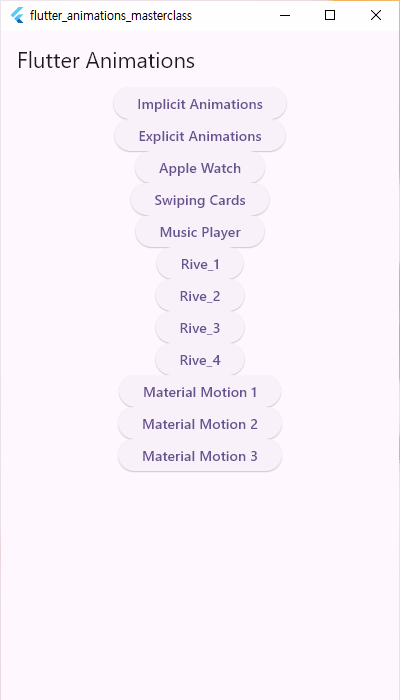 flutter_animations_masterclass
Flutter Animations
Implicit Animations
Explicit Animations
Apple Watch
Swiping Cards
Music Player
Rive_1
Rive_2
Rive_3
Rive_4
Material Motion 1
Material Motion 2
Material Motion 3